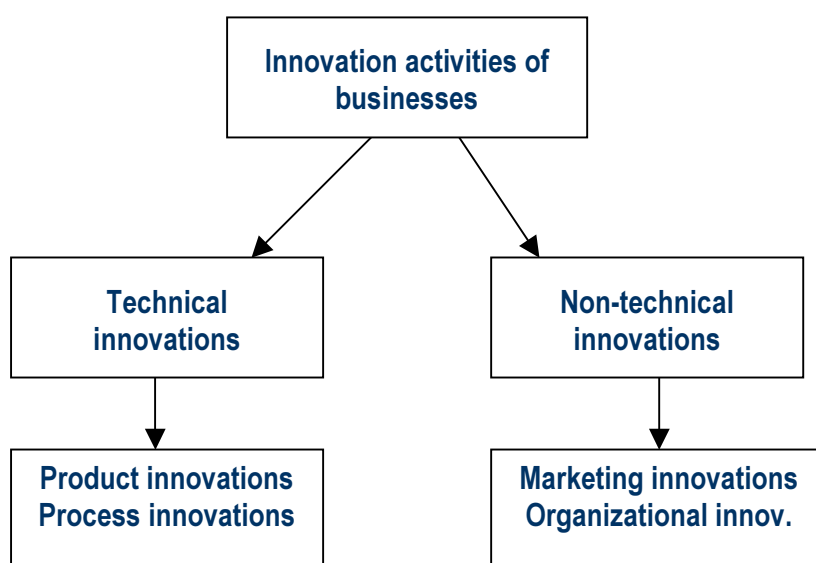 Innovation activities of
businesses
Technical
innovations
Non-technical
innovations
Product innovations
Process innovations
Marketing innovations
Organizational innov.